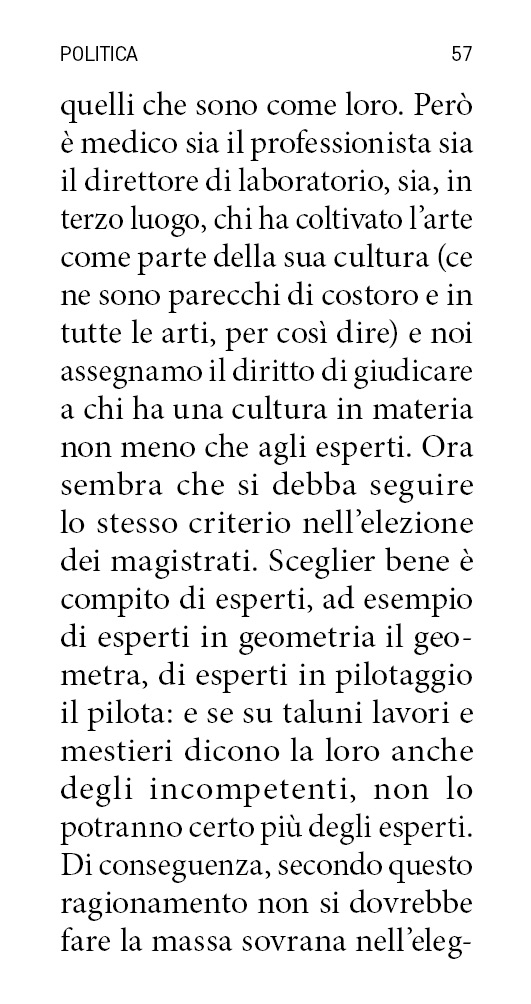 POLITICA 57
quelli che sono come loro. Però
è medico sia il professionista sia
il direttore di laboratorio, sia, in
terzo luogo, chi ha coltivato l’arte
come parte della sua cultura (ce
ne sono parecchi di costoro e in
tutte le arti, per così dire) e noi
assegnamo il diritto di giudicare
a chi ha una cultura in materia
non meno che agli esperti. Ora
sembra che si debba seguire
lo stesso criterio nell’elezione
dei magistrati. Sceglier bene è
compito di esperti, ad esempio
di esperti in geometria il geo-
metra, di esperti in pilotaggio
il pilota: e se su taluni lavori e
mestieri dicono la loro anche
degli incompetenti, non lo
potranno certo più degli esperti.
Di conseguenza, secondo questo
ragionamento non si dovrebbe
fare la massa sovrana nell’eleg-